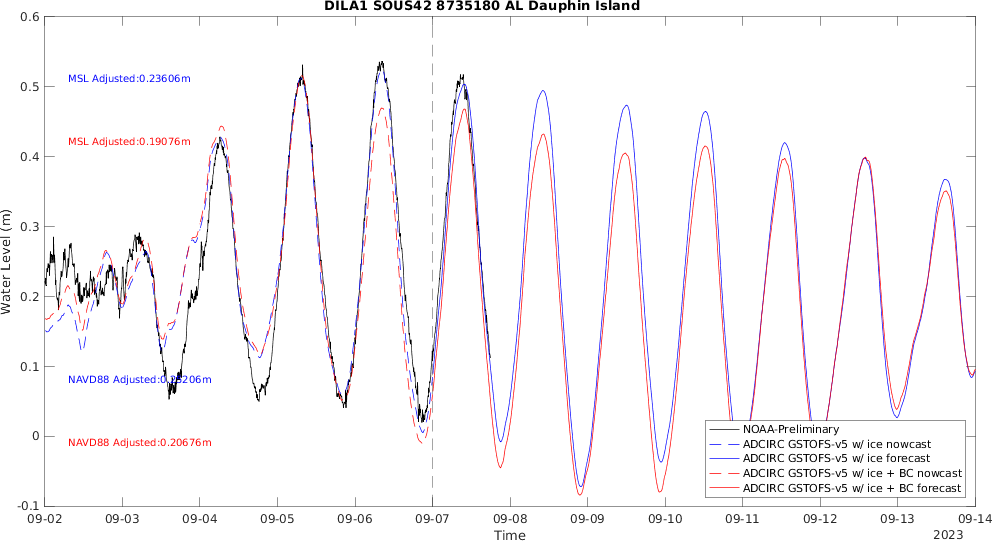 DILA1 SOUS42 8735180 AL Dauphin Island
Water Level (m)
0.6
0.5
0.4
0.3
0.2
0.1
0
-0.1
MSL Adjusted:0.23606m
MSL Adjusted:0.19076m
NAVD88 Adjusted:0.25206m
NAVD88 Adjusted:0.20676m
NOAA-Preliminary
ADCIRC GSTOFS-v5 w/ ice nowcast
ADCIRC GSTOFS-v5 w/ ice forecast
ADCIRC GSTOFS-v5 w/ ice + BC nowcast
ADCIRC GSTOFS-v5 w/ ice + BC forecast
09-02 09-03 09-04 09-05 09-06 09-07 09-08 09-09 09-10 09-11 09-12 09-13 09-14
Time
2023